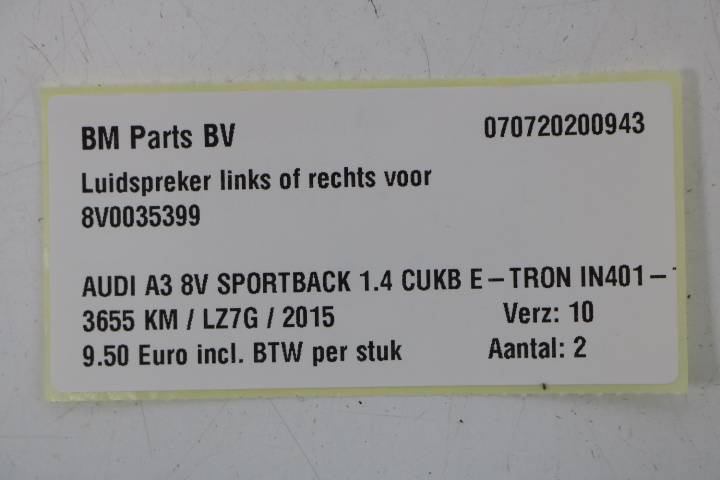 BM Parts BV 070720200943
Luidspreker links of rechts voor
8V0035399
AUDI A3 8V SPORTBACK 1.4 CUKB E-TRON IN401-
3655 KM / LZ7G / 2015 Verz: 10
9.50 Euro incl. BTW per stuk Aantal: 2